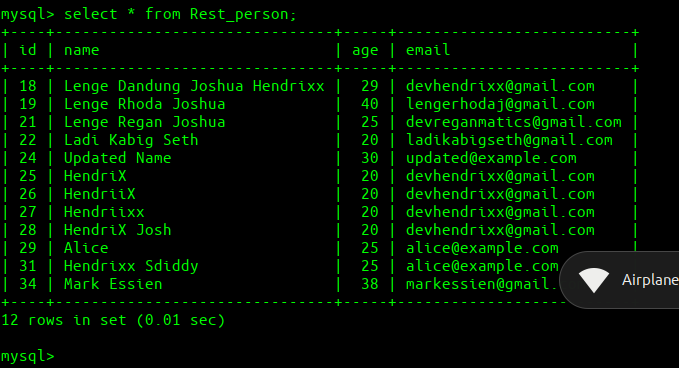 mysql> select * from Rest_person;
+----+-------------------------------+-----+--------------------------+
| id | name                          | age | email                    |
+----+-------------------------------+-----+--------------------------+
| 18 | Lenge Dandung Joshua Hendrixx |  29 | devhendrixx@gmail.com    |
| 19 | Lenge Rhoda Joshua            |  40 | lengerhodaj@gmail.com    |
| 21 | Lenge Regan Joshua            |  25 | devreganmatics@gmail.com |
| 22 | Ladi Kabig Seth               |  20 | ladikabigseth@gmail.com  |
| 24 | Updated Name                  |  30 | updated@example.com      |
| 25 | HendriX                       |  20 | devhendrixx@gmail.com    |
| 26 | HendriiX                      |  20 | devhendrixx@gmail.com    |
| 27 | Hendriixx                     |  20 | devhendrixx@gmail.com    |
| 28 | HendriX Josh                  |  20 | devhendrixx@gmail.com    |
| 29 | Alice                         |  25 | alice@example.com        |
| 31 | Hendrixx Sdiddy               |  25 | alice@example.com
| 34 | Mark Essien                   |  38 | markessien@gmail.
Airplane
+----+-------------------------------+-----+--------------------------+
12 rows in set (0.01 sec)
mysql>